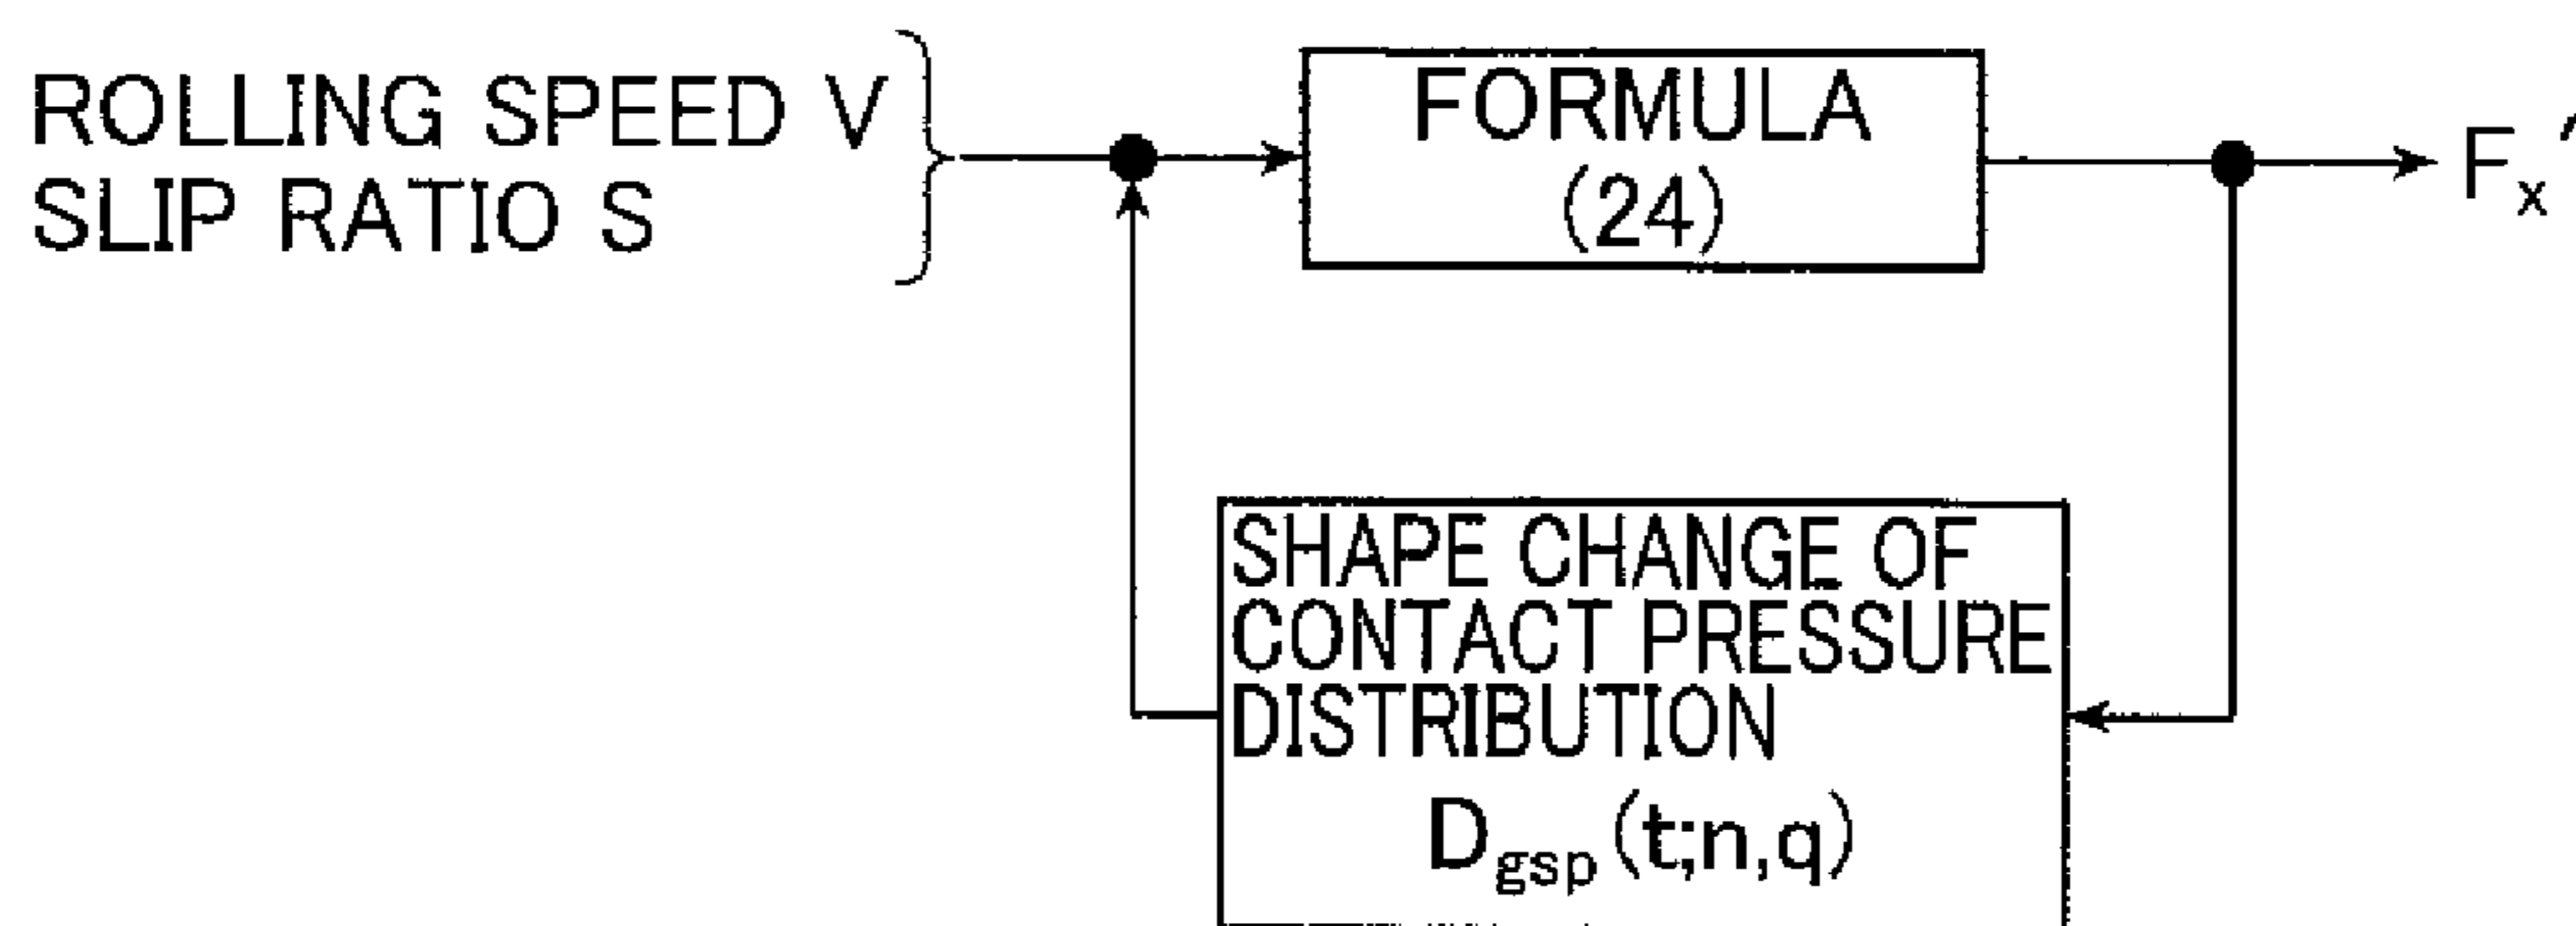 ROLLING SPEED V
SLIP RATIO S
FORMULA
(24)
Fx′
SHAPE CHANGE OF
CONTACT PRESSURE
DISTRIBUTION
Dgsp(t;n,q)